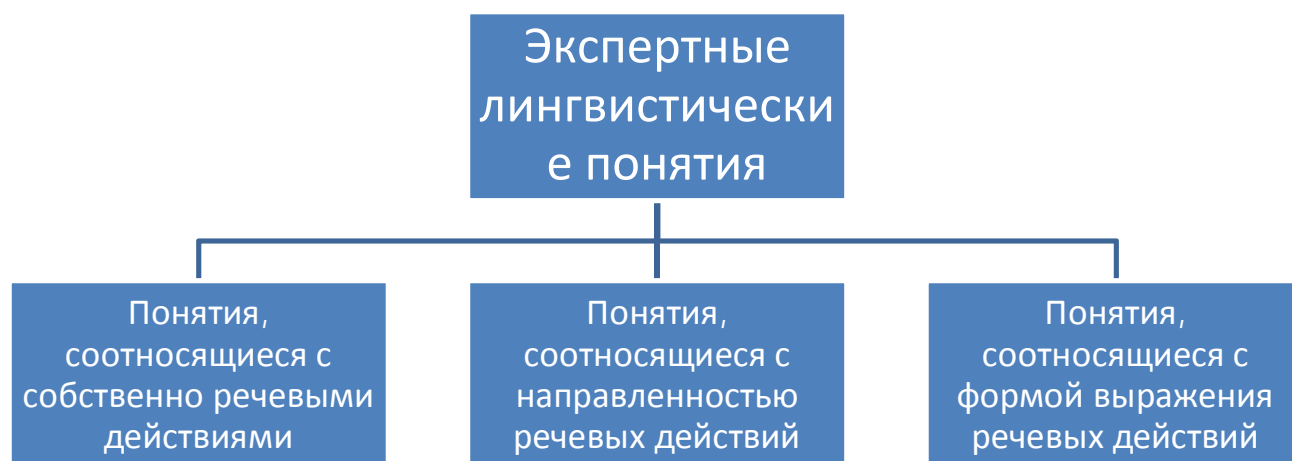 Экспертные
лингвистически
е понятия
Понятия,
соотносящиеся с
собственно речевыми
действиями
Понятия,
соотносящиеся с
направленностью
речевых действий
Понятия,
соотносящиеся с
формой выражения
речевых действий